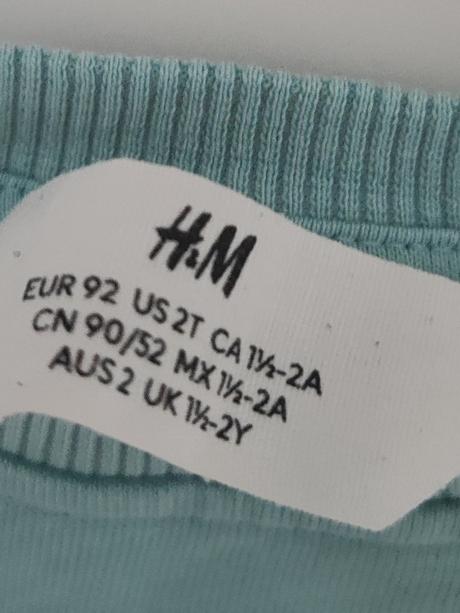 H&M
EUR 92 US 2T CA 1½-2A
CN 90/52 MX 1½-2A
AUS 2 UK 1½-2Y